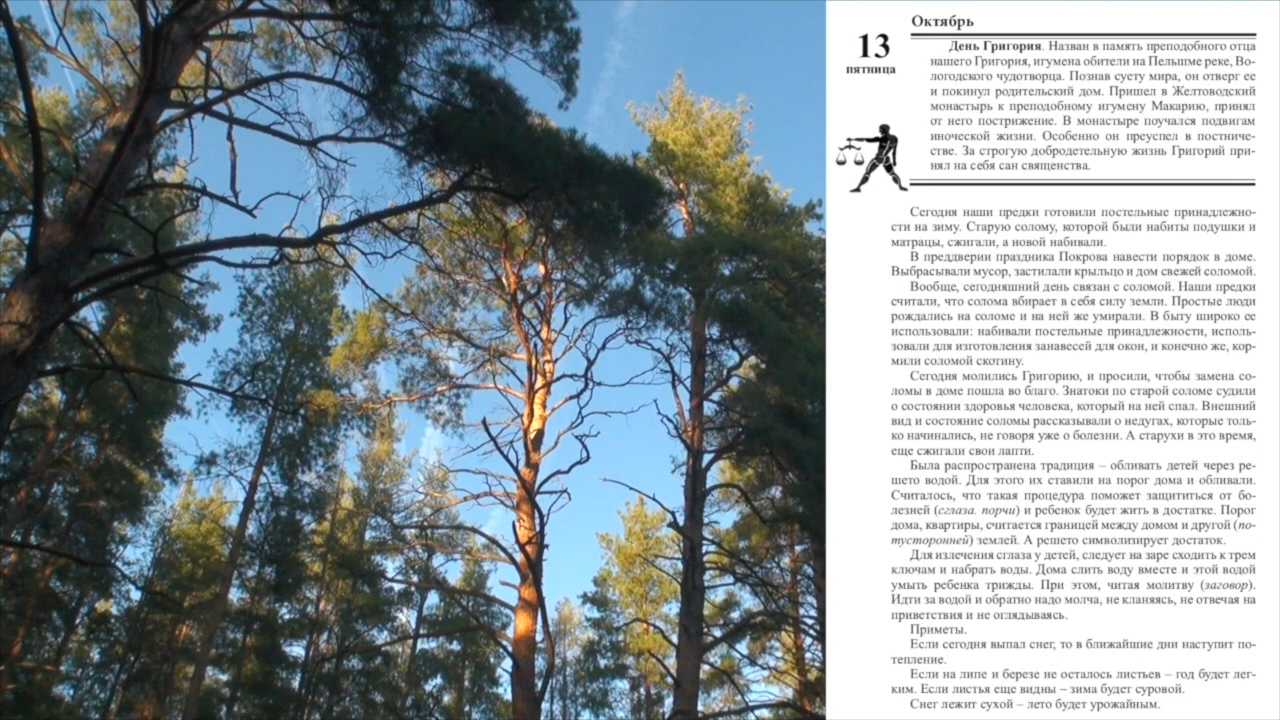 Октябрь
13
пятница
День Григория. Назван в память преподобного отца
нашего Григория, игумена обители на Пельшме реке, Во-
логодского чудотворца. Познав суету мира, он отверг ее
и покинул родительский дом. Пришел в Желтоводский
монастырь к преподобному игумену Макарию, принял
от него пострижение. В монастыре поучался подвигам
иноческой жизни. Особенно он преуспел в постниче-
стве. За строгую добродетельную жизнь Григорий при-
нял на себя сан священства.
Сегодня наши предки готовили постельные принадлежно-
сти на зиму. Старую солому, которой были набиты подушки и
матрацы, сжигали, а новой набивали.
В преддверии праздника Покрова навести порядок в доме.
Выбрасывали мусор, застилали крыльцо и дом свежей соломой.
Вообще, сегодняшний день связан с соломой. Наши предки
считали, что солома вбирает в себя силу земли. Простые люди
рождались на соломе и на ней же умирали. В быту широко ее
использовали: набивали постельные принадлежности, исполь-
зовали для изготовления занавесей для окон, и конечно же, кор-
мили соломой скотину.
Сегодня молились Григорию, и просили, чтобы замена со-
ломы в доме пошла во благо. Знатоки по старой соломе судили
о состоянии здоровья человека, который на ней спал. Внешний
вид и состояние соломы рассказывали о недугах, которые толь-
ко начинались, не говоря уже о болезни. А старухи в это время,
еще сжигали свои лапти.
Была распространена традиция – обливать детей через ре-
шето водой. Для этого их ставили на порог дома и обливали.
Считалось, что такая процедура поможет защититься от бо-
лезней (сглаза. порчи) и ребенок будет жить в достатке. Порог
дома, квартиры, считается границей между домом и другой (по-
тусторонней) землей. А решето символизирует достаток.
Для излечения сглаза у детей, следует на заре сходить к трем
ключам и набрать воды. Дома слить воду вместе и этой водой
умыть ребенка трижды. При этом, читая молитву (заговор).
Идти за водой и обратно надо молча, не кланяясь, не отвечая на
приветствия и не оглядываясь.
Приметы.
Если сегодня выпал снег, то в ближайшие дни наступит по-
тепление.
Если на липе и березе не осталось листьев – год будет лег-
ким. Если листья еще видны – зима будет суровой.
Снег лежит сухой – лето будет урожайным.